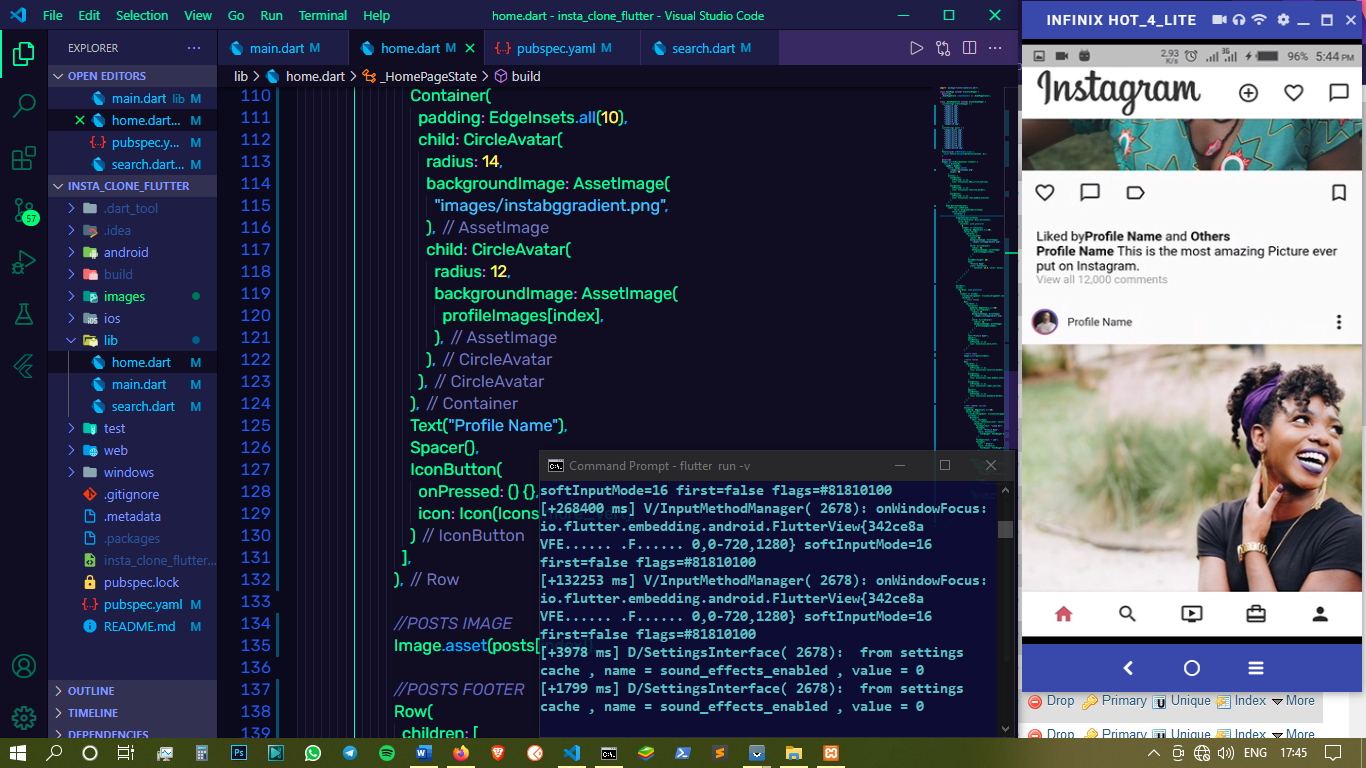 File Edit Selection View Go Run Terminal Help
home.dart - insta_clone_flutter - Visual Studio Code
EXPLORER
OPEN EDITORS
main.dart lib M
home.dart... M
pubspec.y... M
search.dart... M
INSTA_CLONE_FLUTTER
.dart_tool
.idea
android
build
images
ios
lib
home.dart M
main.dart M
search.dart M
test
web
windows
.gitignore
.metadata
.packages
insta_clone_flutter...
pubspec.lock
pubspec.yaml M
README.md M
OUTLINE
TIMELINE
DEPENDENCIES
57
main.dart M
home.dart M
pubspec.yaml M
search.dart M
lib > home.dart > _HomePageState > build
110 Container(
111 padding: EdgeInsets.all(10),
112 child: CircleAvatar(
113 radius: 14,
114 backgroundImage: AssetImage(
115 "images/instabggradient.png",
116 ), // AssetImage
117 child: CircleAvatar(
118 radius: 12,
119 backgroundImage: AssetImage(
120 profileImages[index],
121 ), // AssetImage
122 ), // CircleAvatar
123 ), // CircleAvatar
124 ), // Container
125 Text("Profile Name"),
126 Spacer(),
127 IconButton(
128 onPressed: () {},
129 icon: Icon(Icons
130 ) // IconButton
131 ],
132 ), // Row
133
134 //POSTS IMAGE
135 Image.asset(posts[
136
137 //POSTS FOOTER
138 Row(
139 children: [
Command Prompt - flutter run -v
softInputMode=16 first=false flags=#81810100
[+268400 ms] V/InputMethodManager( 2678): onWindowFocus:
io.flutter.embedding.android.FlutterView{342ce8a
VFE...... .F...... 0,0-720,1280} softInputMode=16
first=false flags=#81810100
[+132253 ms] V/InputMethodManager( 2678): onWindowFocus:
io.flutter.embedding.android.FlutterView{342ce8a
VFE...... .F...... 0,0-720,1280} softInputMode=16
first=false flags=#81810100
[+3978 ms] D/SettingsInterface( 2678): from settings
cache , name = sound_effects_enabled , value = 0
[+1799 ms] D/SettingsInterface( 2678): from settings
cache , name = sound_effects_enabled , value = 0
INFINIX HOT_4_LITE
2.93 K/s 3G 96% 5:44 PM
Instagram
Liked byProfile Name and Others
Profile Name This is the most amazing Picture ever
put on Instagram.
View all 12,000 comments
Profile Name
Drop Primary Unique Index More
Drop Primary Unique Index More
ENG 17:45